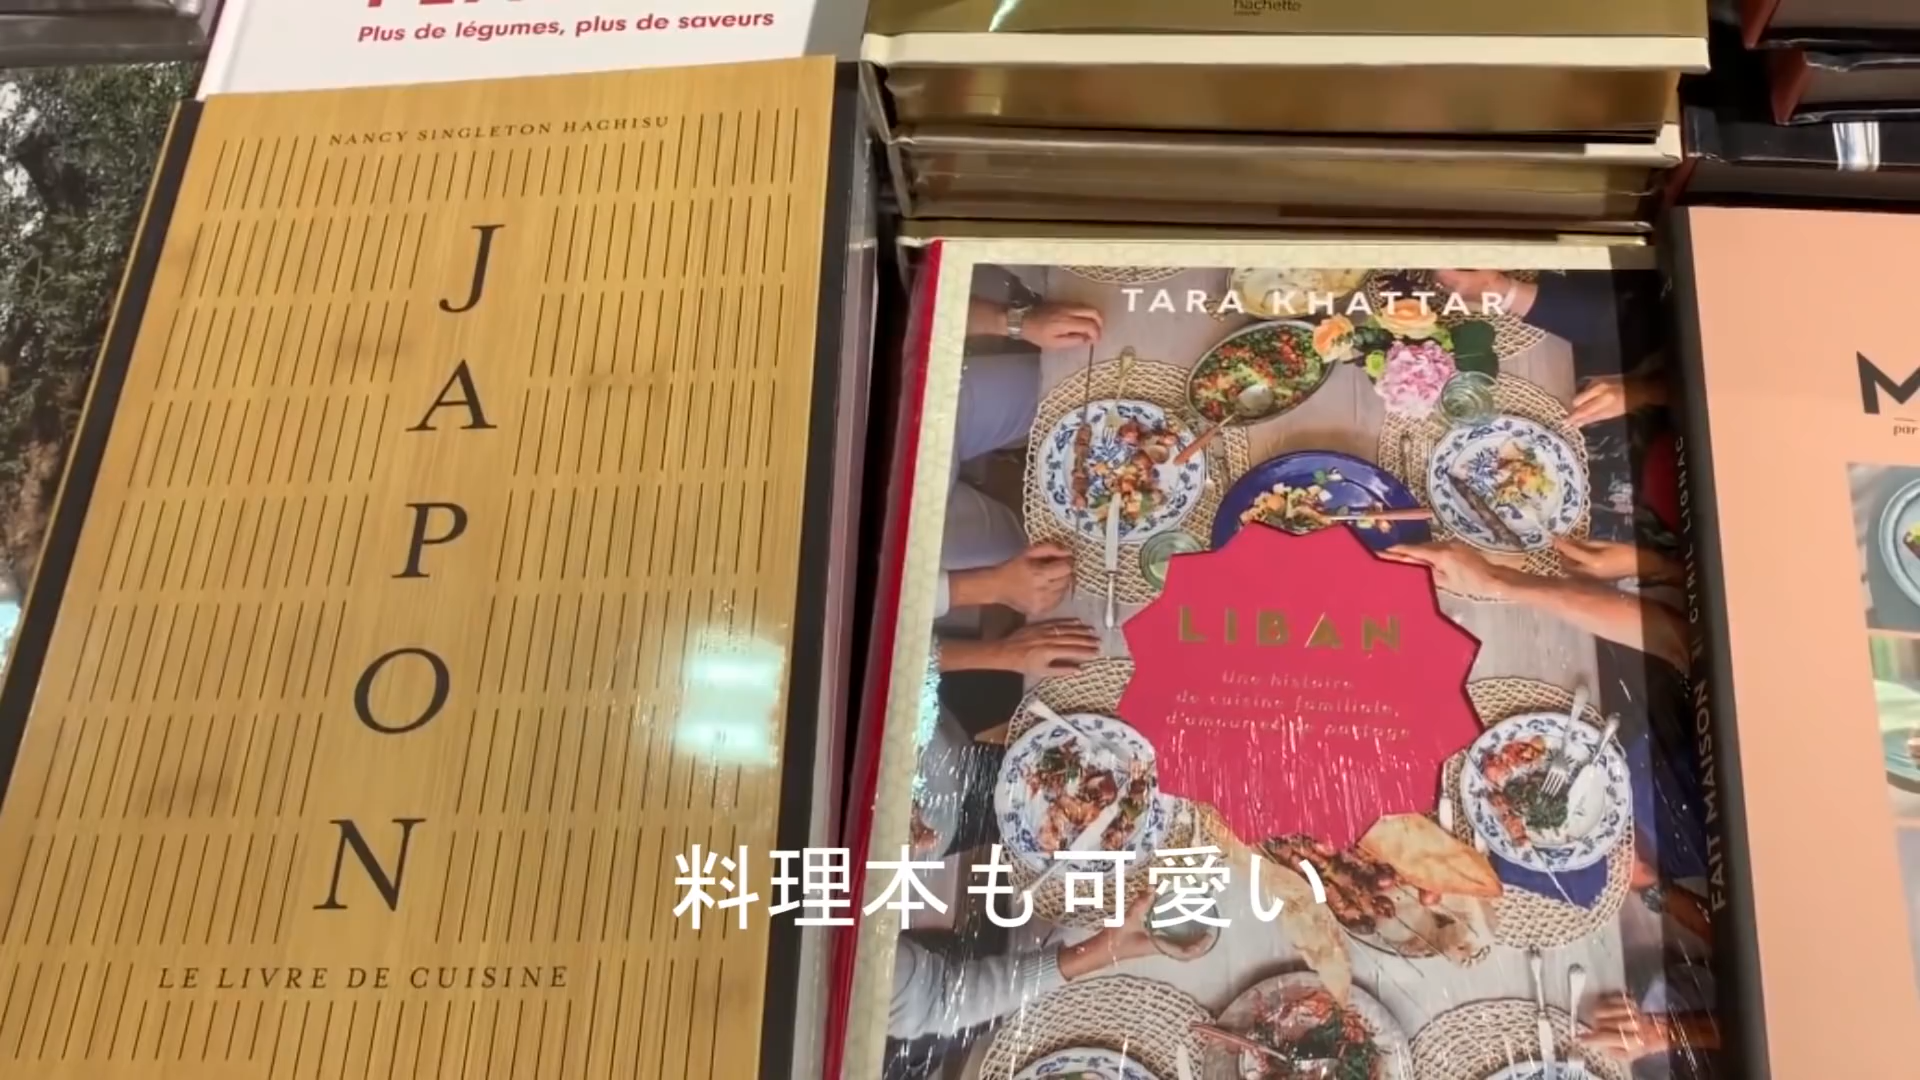 Plus de légumes, plus de saveurs
hachette
NANCY SINGLETON HACHISU
JAPON
LE LIVRE DE CUISINE
TARA KHATTAR
LIBAN
Une histoire
de cuisine familiale,
d'amour et de partage
FAIT MAISON N°1 CYRIL LIGNAC
M
par
料理本も可愛い